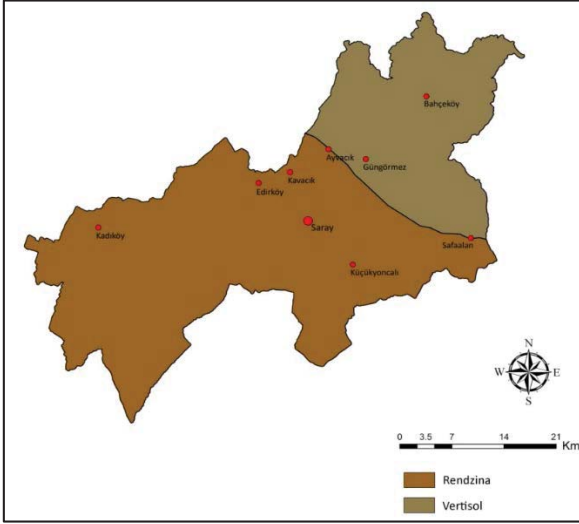 Bahçeköy
Ayvacık
Güngörmez
Kavacık
Edirköy
Kadıköy
Saray
Safaalan
Küçükyoncalı
N
W E
S
0 3.5 7 14 21
Km
Rendzina
Vertisol